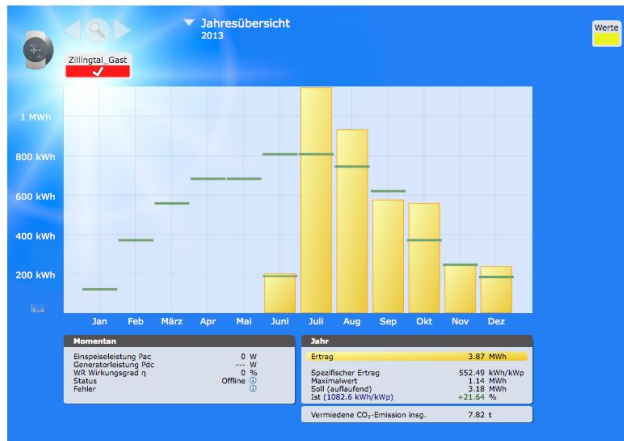 Jahresübersicht
2013
Werte
Zillingtal_Gast
1 MWh
800 kWh
600 kWh
400 kWh
200 kWh
Jan Feb März Apr Mai Juni Juli Aug Sep Okt Nov Dez
Momentan
Einspeiseleistung Pac 0 W
Generatorleistung Pdc --- W
WR Wirkungsgrad η 0 %
Status Offline
Fehler
Jahr
Ertrag 3.87 MWh
Spezifischer Ertrag 552.49 kWh/kWp
Maximalwert 1.14 MWh
Soll (auflaufend) 3.18 MWh
Ist (1082.6 kWh/kWp) +21.64 %
Vermiedene CO₂-Emission insg. 7.82 t